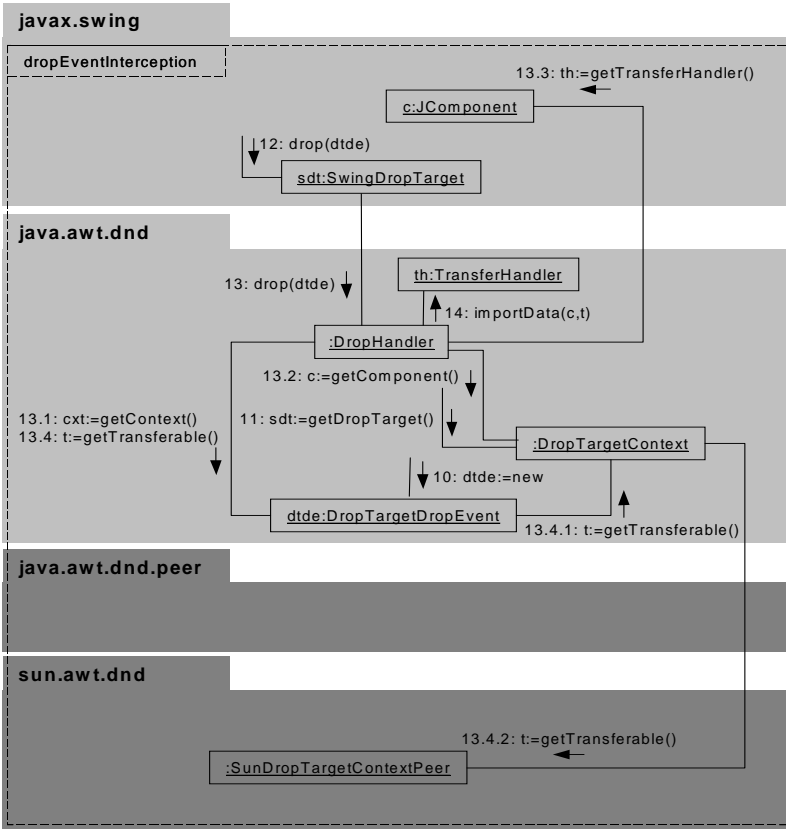 javax.swing
dropEventInterception
13.3: th:=getTransferHandler()
c:JComponent
12: drop(dtde)
sdt:SwingDropTarget
java.awt.dnd
th:TransferHandler
13: drop(dtde)
14: importData(c,t)
:DropHandler
13.2: c:=getComponent()
13.1: cxt:=getContext()
13.4: t:=getTransferable()
11: sdt:=getDropTarget()
:DropTargetContext
10: dtde:=new
dtde:DropTargetDropEvent
13.4.1: t:=getTransferable()
java.awt.dnd.peer
sun.awt.dnd
13.4.2: t:=getTransferable()
:SunDropTargetContextPeer